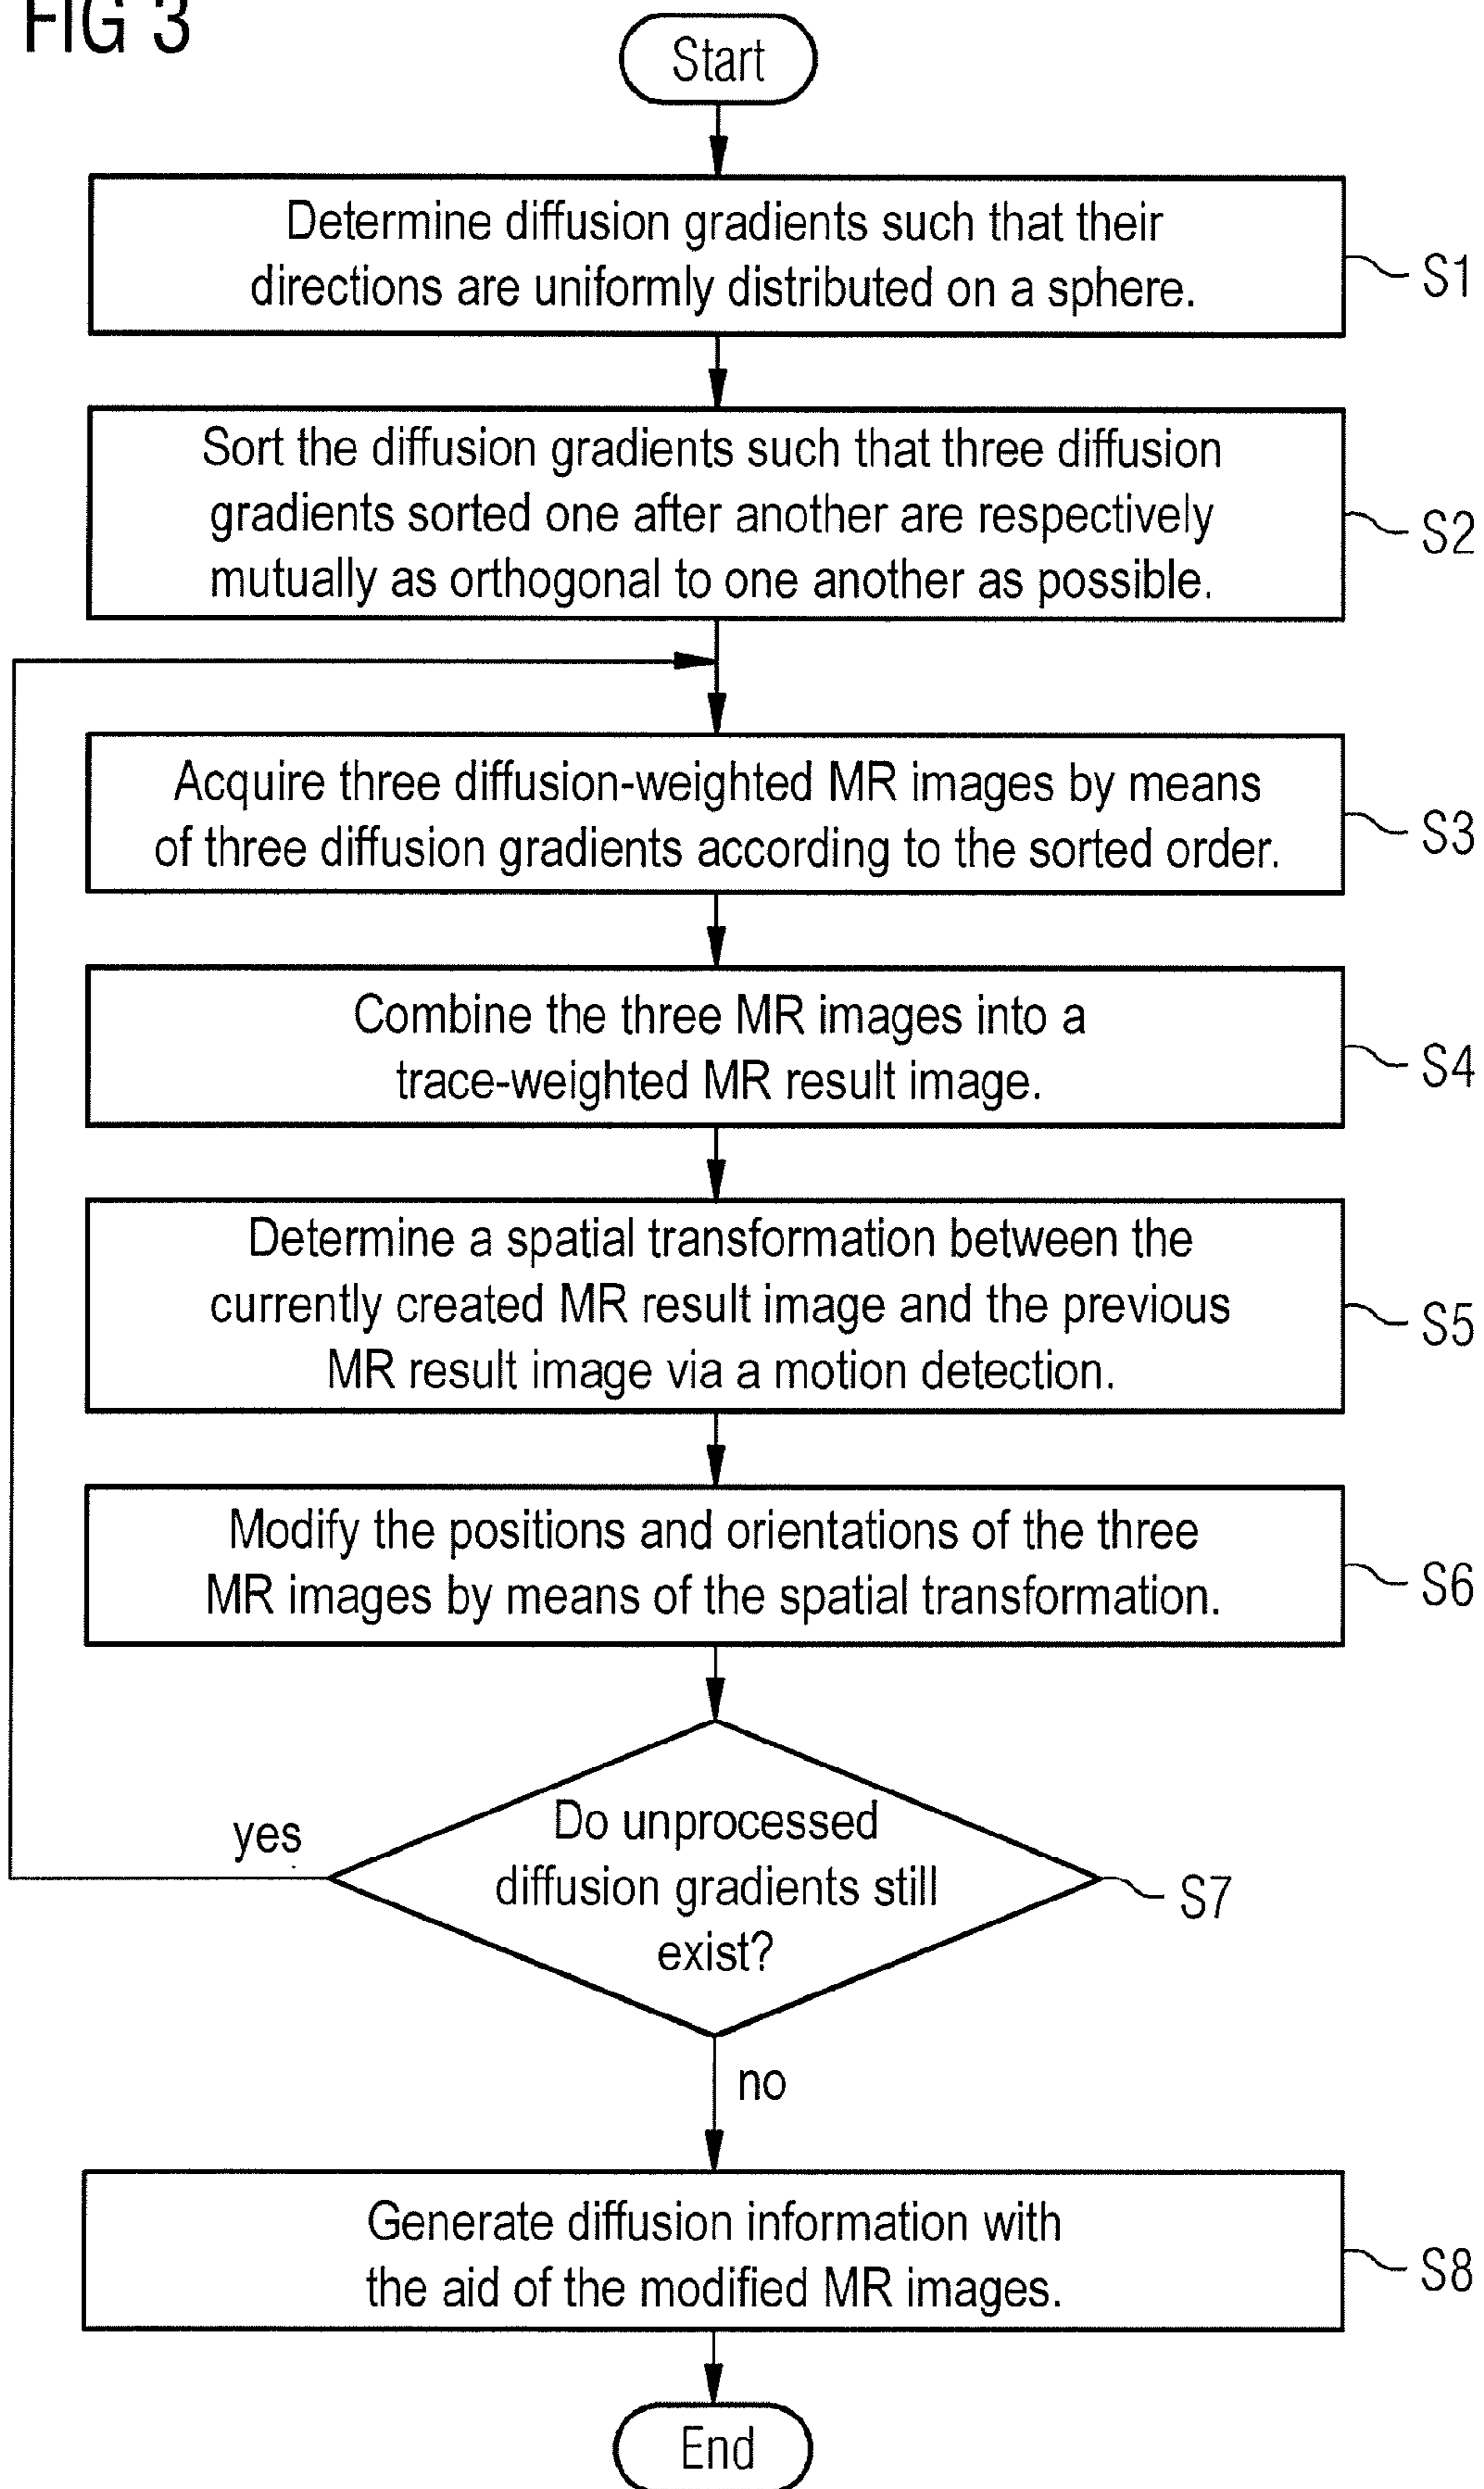 FIG 3
Start
Determine diffusion gradients such that their
directions are uniformly distributed on a sphere.
S1
Sort the diffusion gradients such that three diffusion
gradients sorted one after another are respectively
mutually as orthogonal to one another as possible.
S2
Acquire three diffusion-weighted MR images by means
of three diffusion gradients according to the sorted order.
S3
Combine the three MR images into a
trace-weighted MR result image.
S4
Determine a spatial transformation between the
currently created MR result image and the previous
MR result image via a motion detection.
S5
Modify the positions and orientations of the three
MR images by means of the spatial transformation.
S6
yes
Do unprocessed
diffusion gradients still
exist?
S7
no
Generate diffusion information with
the aid of the modified MR images.
S8
End